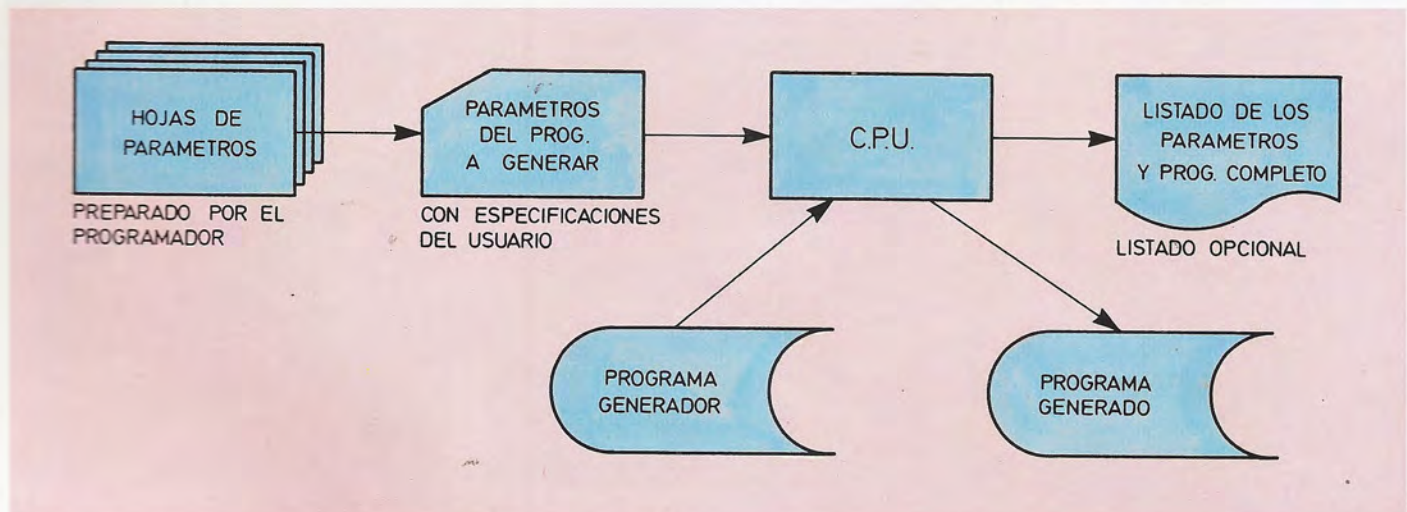 HOJAS DE
PARAMETROS
PREPARADO POR EL
PROGRAMADOR
PARAMETROS
DEL PROG.
A GENERAR
CON ESPECIFICACIONES
DEL USUARIO
C.P.U.
LISTADO DE LOS
PARAMETROS
Y PROG. COMPLETO
LISTADO OPCIONAL
PROGRAMA
GENERADOR
PROGRAMA
GENERADO